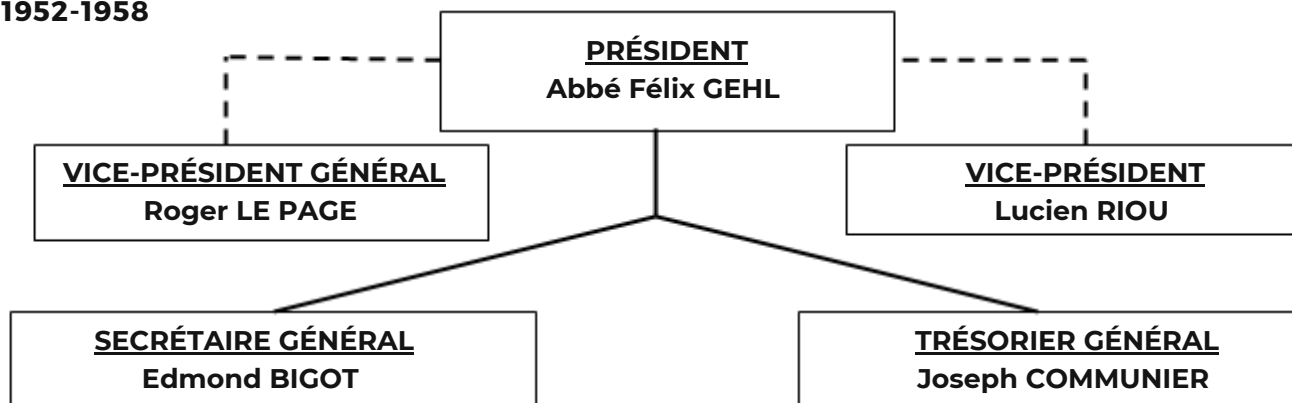 1952-1958
PRÉSIDENT
Abbé Félix GEHL
VICE-PRÉSIDENT GÉNÉRAL
Roger LE PAGE
VICE-PRÉSIDENT
Lucien RIOU
SECRÉTAIRE GÉNÉRAL
Edmond BIGOT
TRÉSORIER GÉNÉRAL
Joseph COMMUNIER